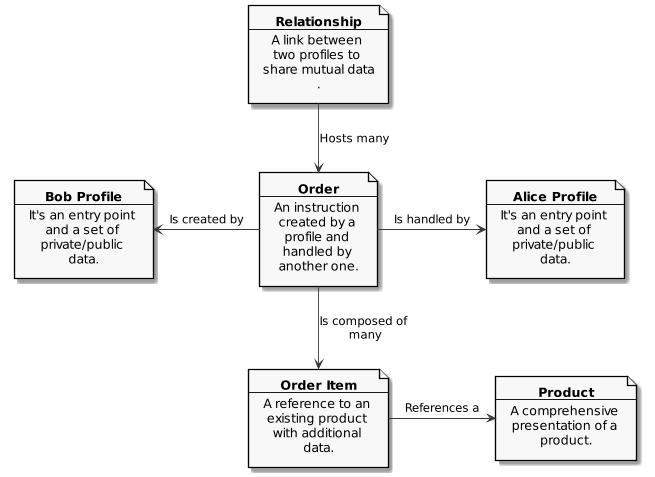 Relationship
A link between
two profiles to
share mutual data
.
Hosts many
Bob Profile
It's an entry point
and a set of
private/public
data.
Is created by
Order
An instruction
created by a
profile and
handled by
another one.
Is handled by
Alice Profile
It's an entry point
and a set of
private/public
data.
Is composed of
many
Order Item
A reference to an
existing product
with additional
data.
References a
Product
A comprehensive
presentation of a
product.